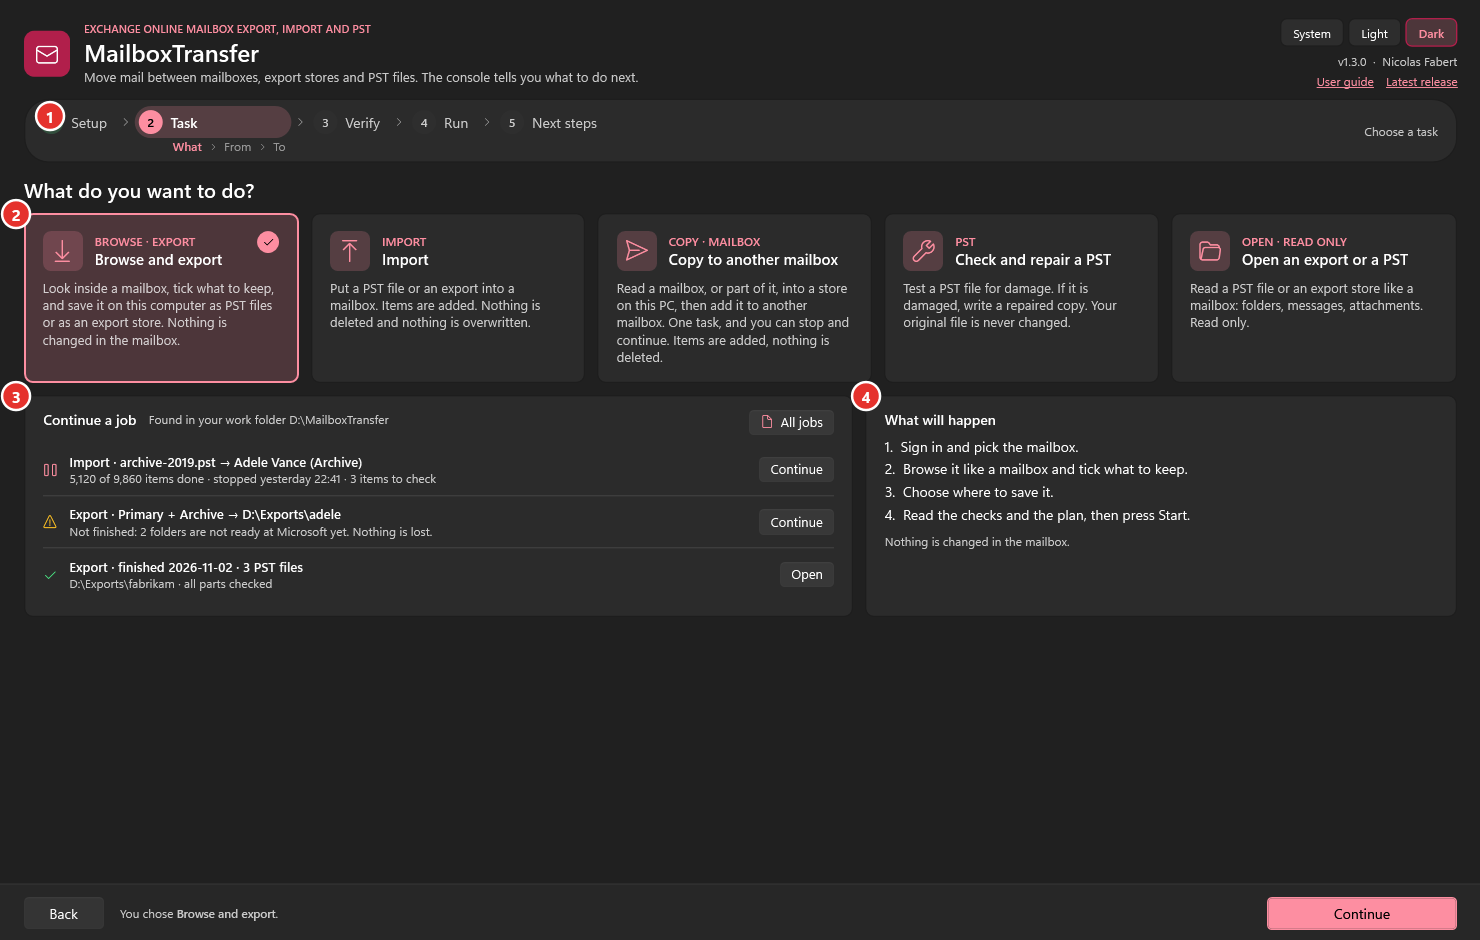 EXCHANGE ONLINE MAILBOX EXPORT, IMPORT AND PST
MailboxTransfer
Move mail between mailboxes, export stores and PST files. The console tells you what to do next.
System Light Dark
v1.3.0 · Nicolas Fabert
User guide Latest release
1 Setup
2 Task
3 Verify
4 Run
5 Next steps
What > From > To
Choose a task
What do you want to do?
2
BROWSE · EXPORT
Browse and export
Look inside a mailbox, tick what to keep,
and save it on this computer as PST files
or as an export store. Nothing is
changed in the mailbox.
IMPORT
Import
Put a PST file or an export into a
mailbox. Items are added. Nothing is
deleted and nothing is overwritten.
COPY · MAILBOX
Copy to another mailbox
Read a mailbox, or part of it, into a store
on this PC, then add it to another
mailbox. One task, and you can stop and
continue. Items are added, nothing is
deleted.
PST
Check and repair a PST
Test a PST file for damage. If it is
damaged, write a repaired copy. Your
original file is never changed.
OPEN · READ ONLY
Open an export or a PST
Read a PST file or an export store like a
mailbox: folders, messages, attachments.
Read only.
3
Continue a job Found in your work folder D:\MailboxTransfer
All jobs
Import · archive-2019.pst → Adele Vance (Archive)
5,120 of 9,860 items done · stopped yesterday 22:41 · 3 items to check
Continue
Export · Primary + Archive → D:\Exports\adele
Not finished: 2 folders are not ready at Microsoft yet. Nothing is lost.
Continue
Export · finished 2026-11-02 · 3 PST files
D:\Exports\fabrikam · all parts checked
Open
4
What will happen
1. Sign in and pick the mailbox.
2. Browse it like a mailbox and tick what to keep.
3. Choose where to save it.
4. Read the checks and the plan, then press Start.
Nothing is changed in the mailbox.
Back
You chose Browse and export.
Continue